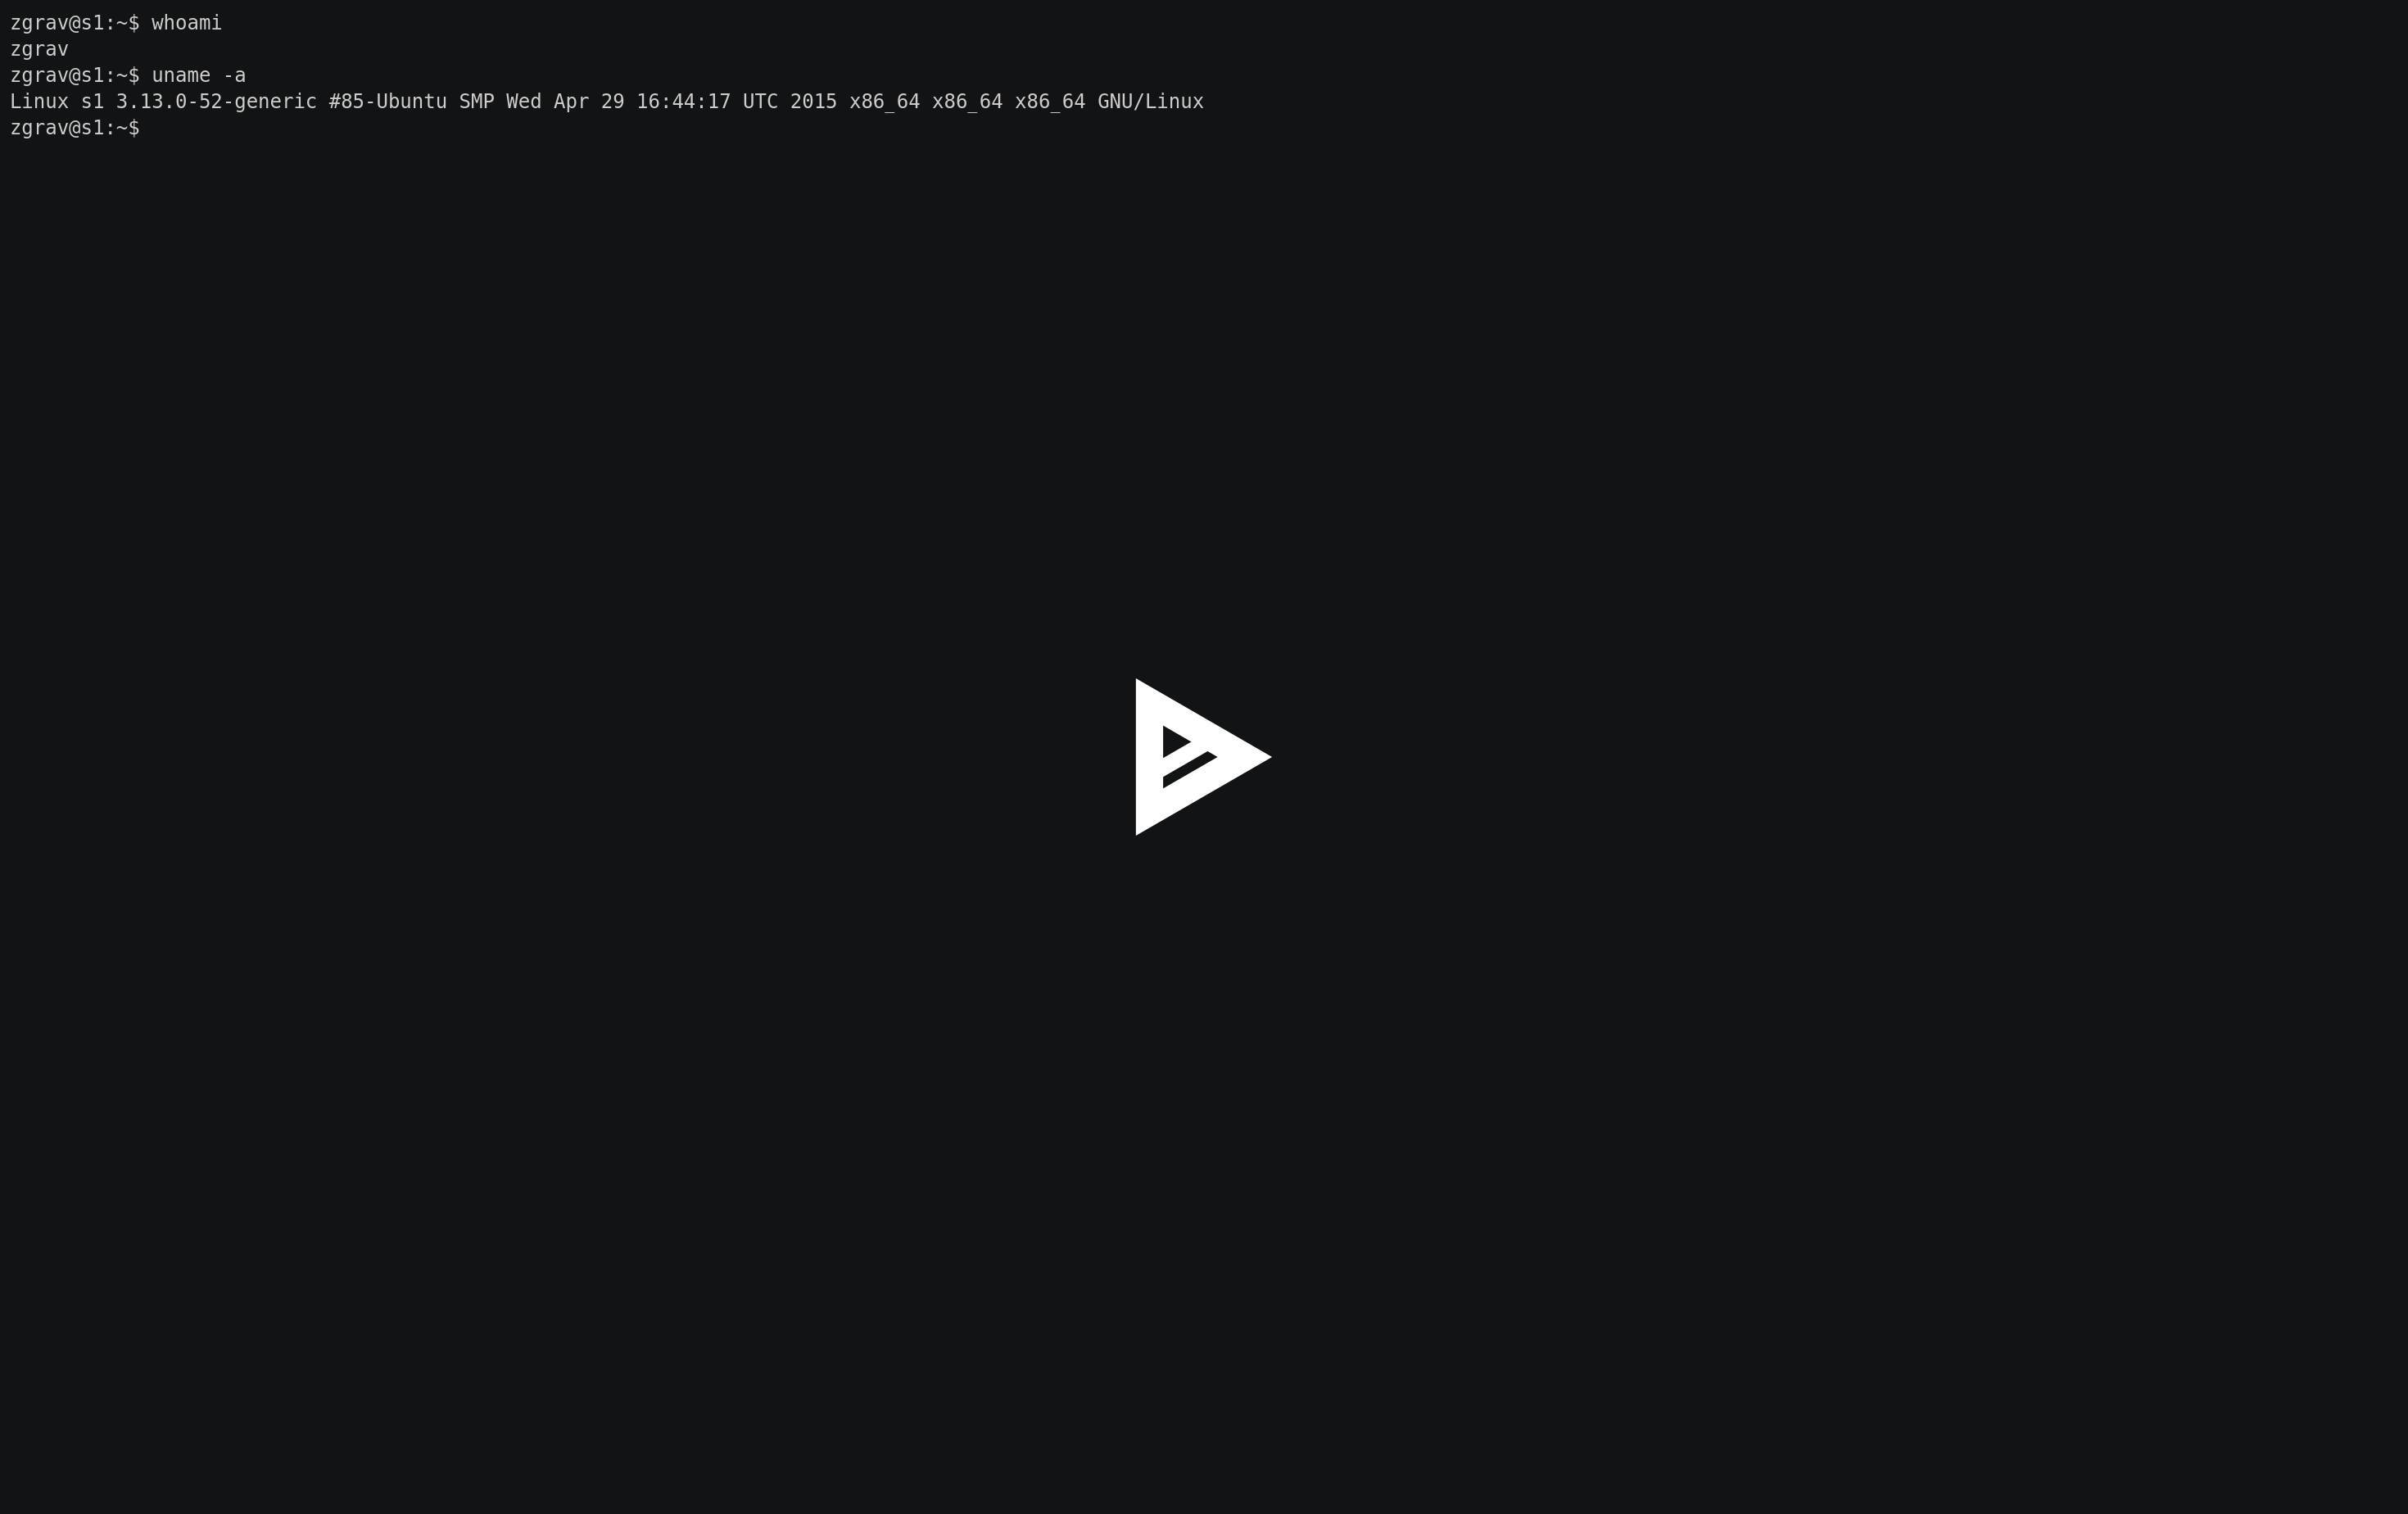 zgrav@s1:~$ whoami
zgrav
zgrav@s1:~$ uname -a
Linux s1 3.13.0-52-generic #85-Ubuntu SMP Wed Apr 29 16:44:17 UTC 2015 x86_64 x86_64 x86_64 GNU/Linux
zgrav@s1:~$